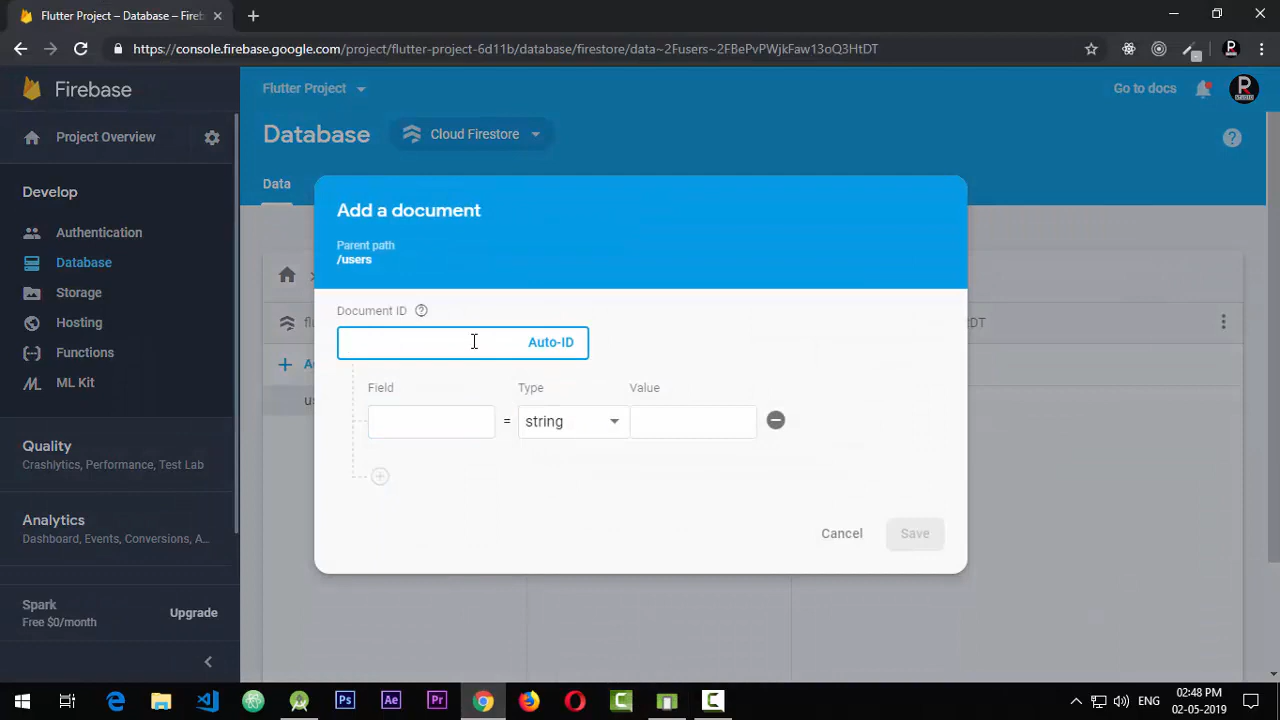 Flutter Project – Database – Fireb
https://console.firebase.google.com/project/flutter-project-6d11b/database/firestore/data~2Fusers~2FBePvPWjkFaw13oQ3HtDT
Firebase
Flutter Project
Go to docs
Project Overview
Database
Cloud Firestore
Develop
Data
Authentication
Database
Storage
Hosting
Functions
ML Kit
Quality
Crashlytics, Performance, Test Lab
Analytics
Dashboard, Events, Conversions, A...
Spark
Free $0/month
Upgrade
Add a document
Parent path
/users
Document ID
Auto-ID
Field
Type
Value
=
string
Cancel
Save
DT
ENG
02:48 PM
02-05-2019